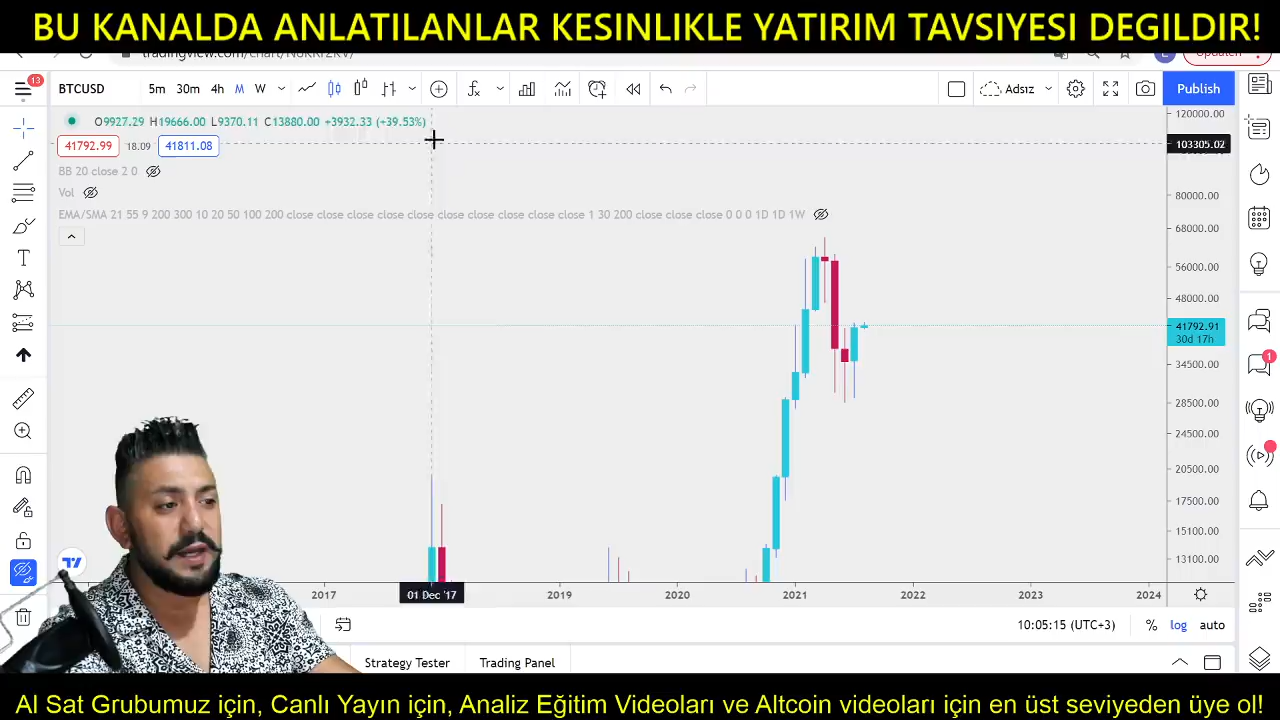 BU KANALDA ANLATILANLAR KESINLIKLE YATIRIM TAVSIYESI DEGILDIR!
13
BTCUSD 5m 30m 4h M W Adsız Publish
O9927.29 H19666.00 L9370.11 C13880.00 +3932.33 (+39.53%)
41792.99 18.09 41811.08
BB 20 close 2 0
Vol
EMA/SMA 21 55 9 200 300 10 20 50 100 200 close close close close close close close close close close 1 30 200 close close close 0 0 0 1D 1D 1W
120000.00
103305.02
80000.00
68000.00
56000.00
48000.00
41792.91
30d 17h
34500.00
28500.00
24500.00
20500.00
17500.00
15100.00
13100.00
1
2017 01 Dec '17 2019 2020 2021 2022 2023 2024
10:05:15 (UTC+3) % log auto
Strategy Tester Trading Panel
Al Sat Grubumuz için, Canlı Yayın için, Analiz Eğitim Videoları ve Altcoin videoları için en üst seviyeden üye ol!